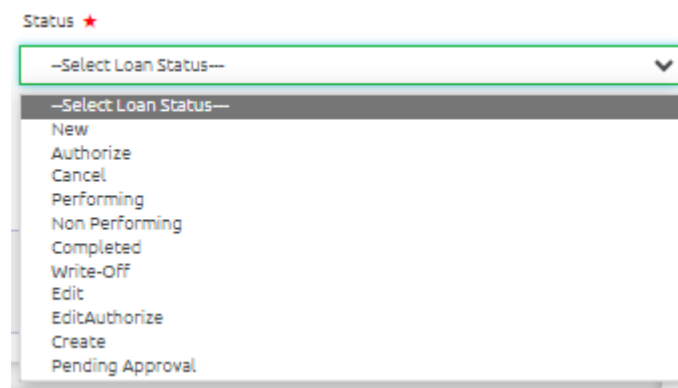 Status ★
--Select Loan Status---
--Select Loan Status---
New
Authorize
Cancel
Performing
Non Performing
Completed
Write-Off
Edit
EditAuthorize
Create
Pending Approval